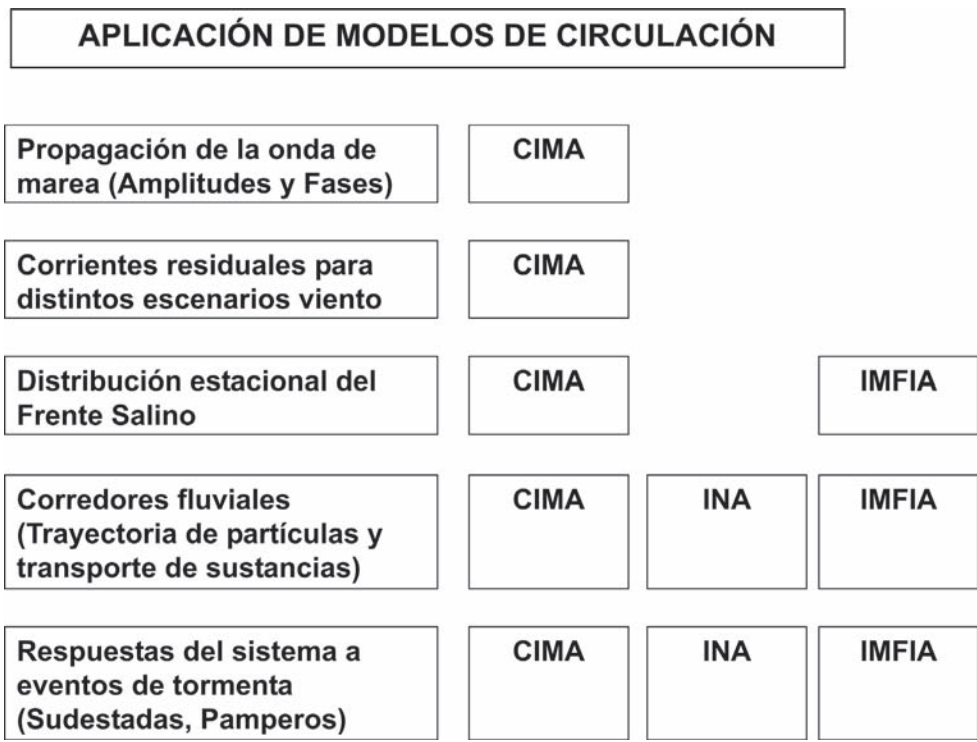 APLICACIÓN DE MODELOS DE CIRCULACIÓN
Propagación de la onda de
marea (Amplitudes y Fases)
CIMA
Corrientes residuales para
distintos escenarios viento
CIMA
Distribución estacional del
Frente Salino
CIMA
IMFIA
Corredores fluviales
(Trayectoria de partículas y
transporte de sustancias)
CIMA
INA
IMFIA
Respuestas del sistema a
eventos de tormenta
(Sudestadas, Pamperos)
CIMA
INA
IMFIA